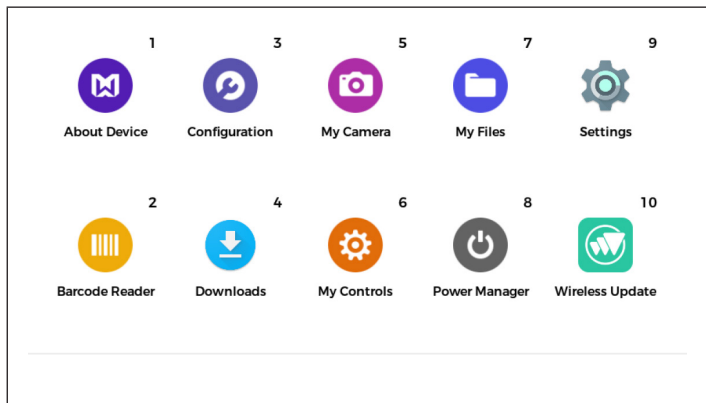 1 3 5 7 9
About Device Configuration My Camera My Files Settings
2 4 6 8 10
Barcode Reader Downloads My Controls Power Manager Wireless Update